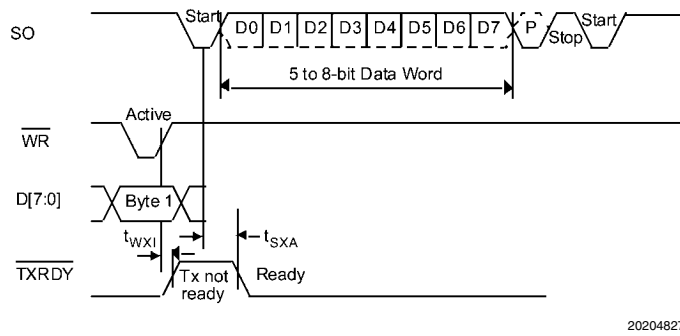 SO
Start
D0 D1 D2 D3 D4 D5 D6 D7 P
Stop
Start
5 to 8-bit Data Word
WR
Active
D[7:0]
Byte 1
tWXI
tSXA
TXRDY
Tx not
ready
Ready
20204827